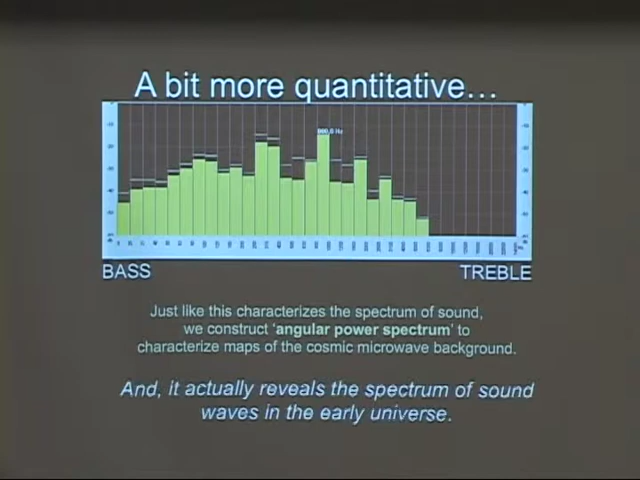 A bit more quantitative...
BASS
TREBLE
Just like this characterizes the spectrum of sound,
we construct ‘angular power spectrum’ to
characterize maps of the cosmic microwave background.
And, it actually reveals the spectrum of sound
waves in the early universe.